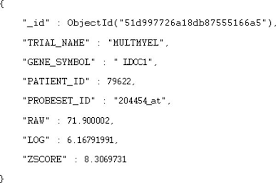 {
"_id" : ObjectId("51d997726a18db87555166a5"),
"TRIAL_NAME" : "MULTMYEL",
"GENE_SYMBOL" : " LDOC1",
"PATIENT_ID" : 79622,
"PROBESET_ID" : "204454_at",
"RAW" : 71.900002,
"LOG" : 6.16791991,
"ZSCORE" : 8.3069731
}